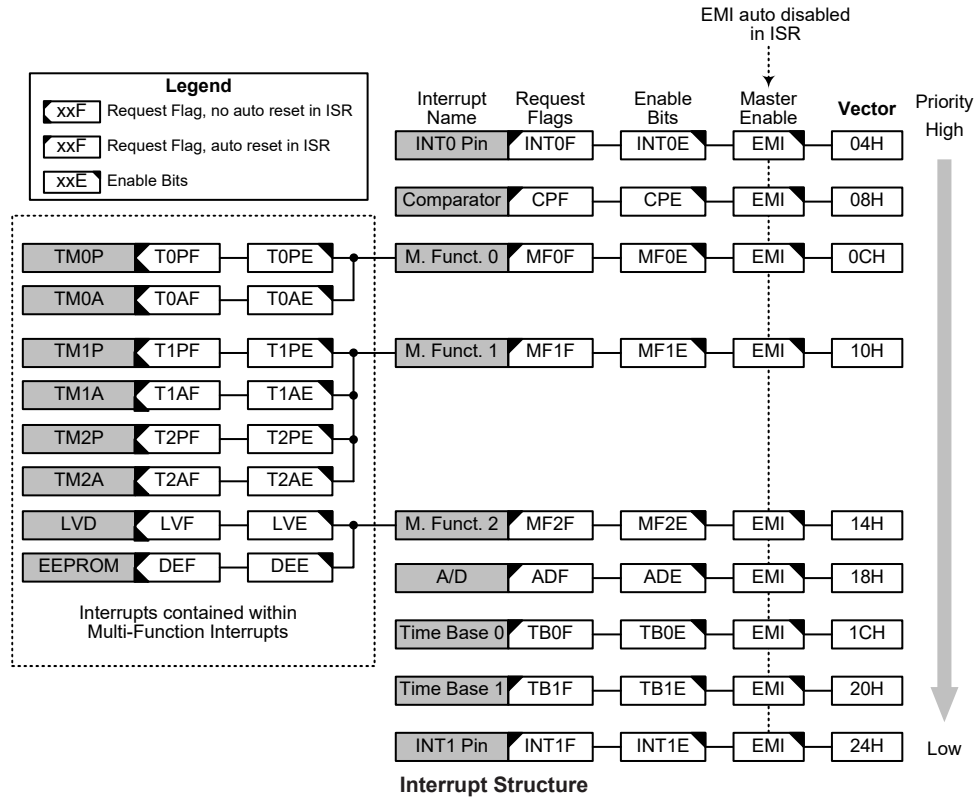 EMI auto disabled
in ISR
Legend
xxF Request Flag, no auto reset in ISR
xxF Request Flag, auto reset in ISR
xxE Enable Bits
Interrupt Name Request Flags Enable Bits Master Enable Vector Priority
High
INT0 Pin INT0F INT0E EMI 04H
Comparator CPF CPE EMI 08H
TM0P T0PF T0PE M. Funct. 0 MF0F MF0E EMI 0CH
TM0A T0AF T0AE
TM1P T1PF T1PE M. Funct. 1 MF1F MF1E EMI 10H
TM1A T1AF T1AE
TM2P T2PF T2PE
TM2A T2AF T2AE
LVD LVF LVE M. Funct. 2 MF2F MF2E EMI 14H
EEPROM DEF DEE A/D ADF ADE EMI 18H
Interrupts contained within
Multi-Function Interrupts
Time Base 0 TB0F TB0E EMI 1CH
Time Base 1 TB1F TB1E EMI 20H
INT1 Pin INT1F INT1E EMI 24H Low
Interrupt Structure